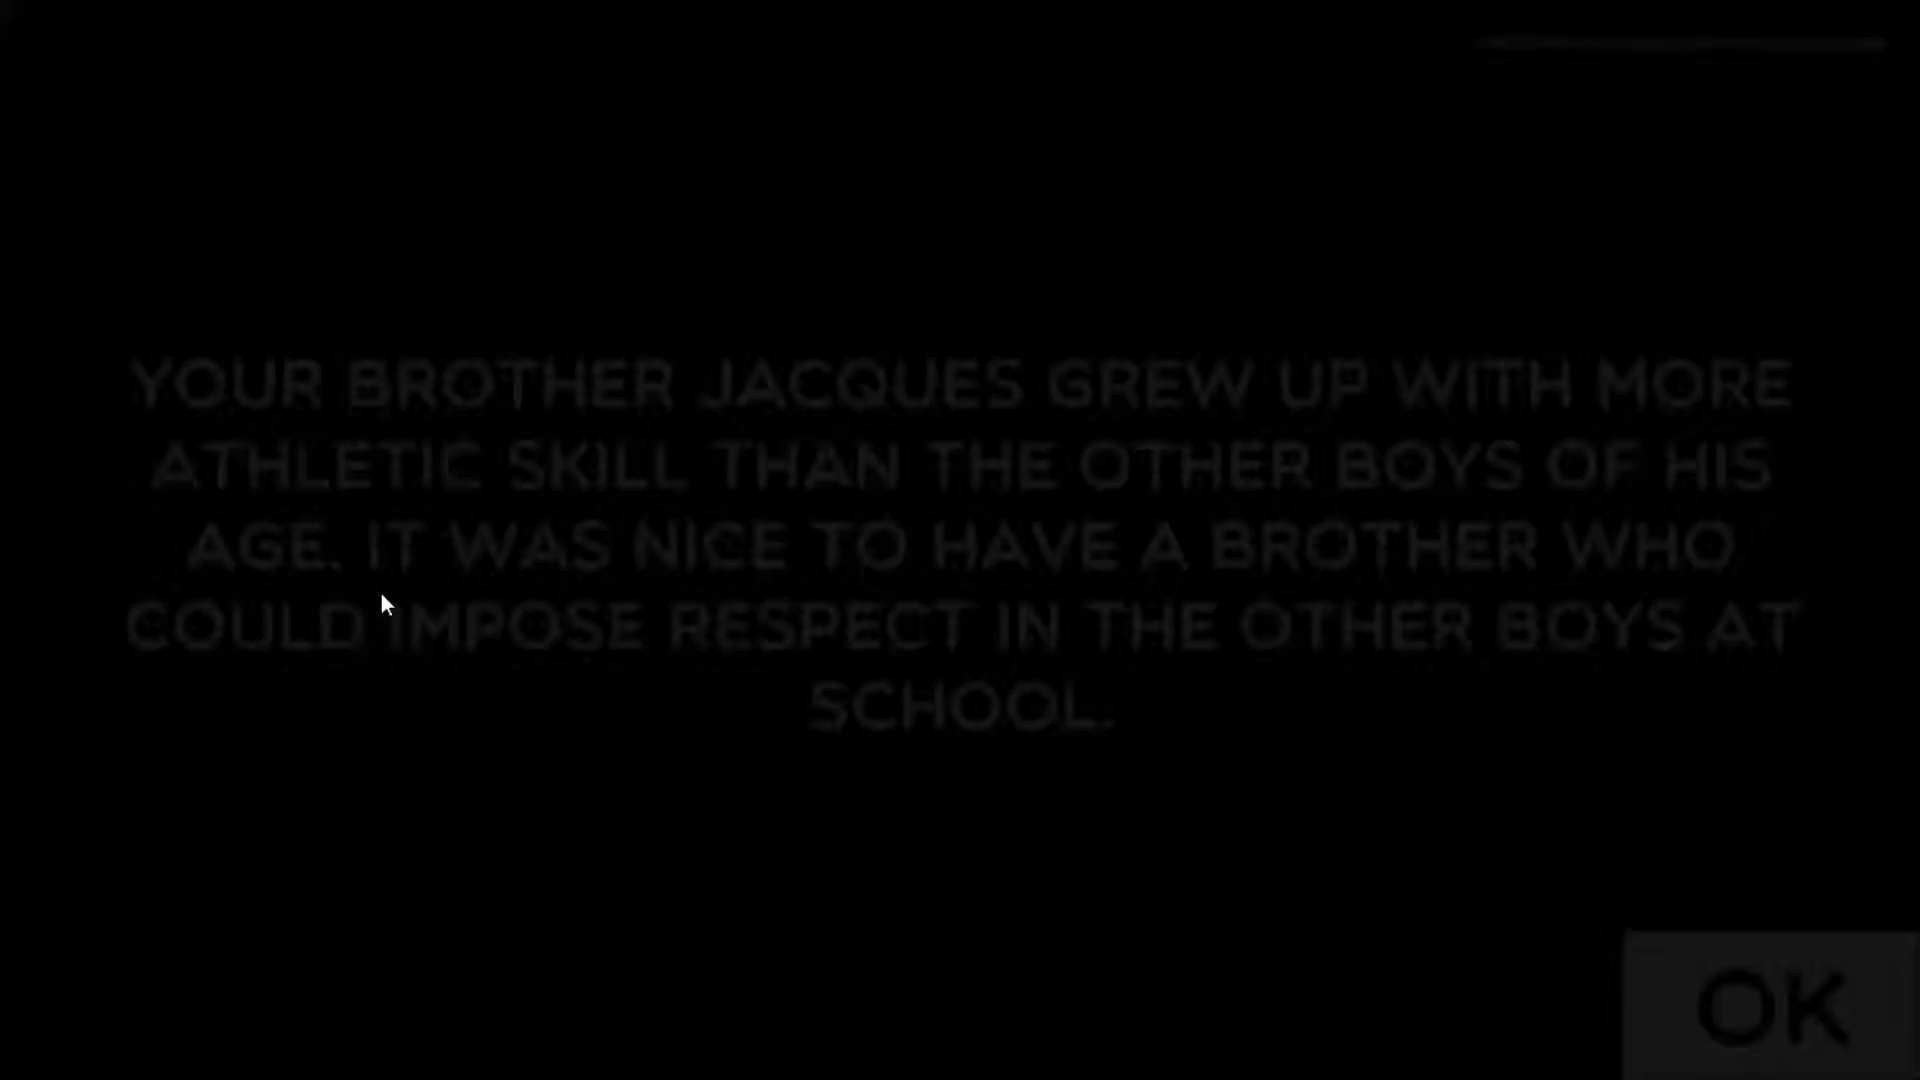 YOUR BROTHER JACQUES GREW UP WITH MORE
ATHLETIC SKILL THAN THE OTHER BOYS OF HIS
AGE. IT WAS NICE TO HAVE A BROTHER WHO
COULD IMPOSE RESPECT IN THE OTHER BOYS AT
SCHOOL.
OK